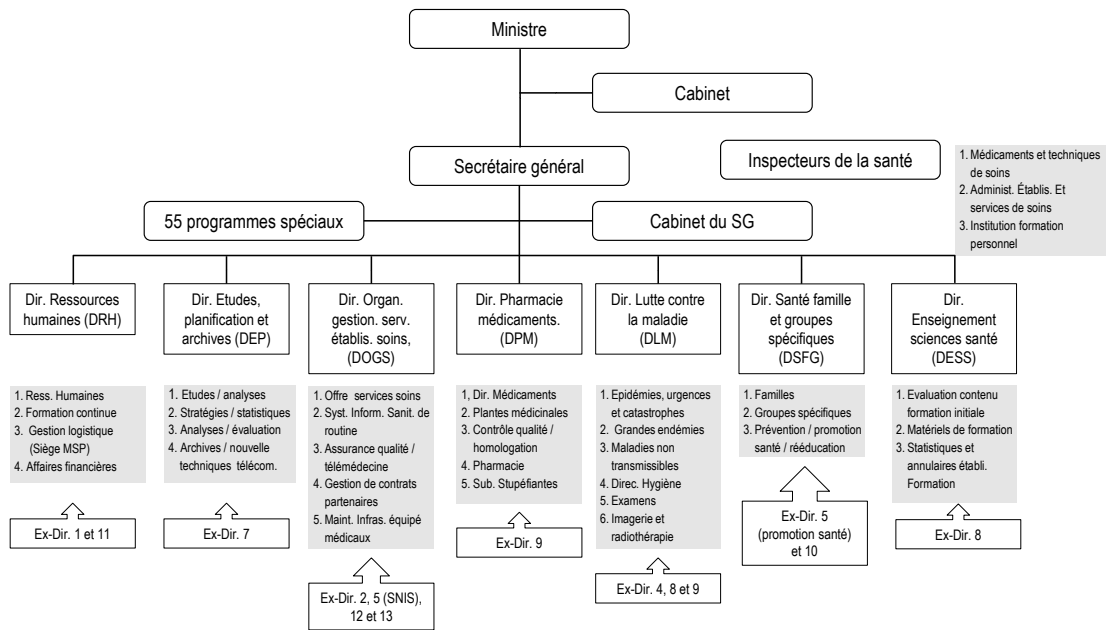 Ministre
Cabinet
Secrétaire
général
Inspecteurs de la santé
1. Médicaments et techniques
de soins
2. Administ. Établis. Et
services de soins
3. Institution formation
personnel
55 programmes spéciaux
Cabinet du SG
Dir. Ressources
humaines (DRH)
Dir. Etudes,
planification et
archives (DEP)
Dir. Organ.
gestion. serv.
établis. soins,
(DOGS)
Dir. Pharmacie
médicaments.
(DPM)
Dir. Lutte contre
la maladie
(DLM)
Dir. Santé famille
et groupes
spécifiques
(DSFG)
Dir.
Enseignement
sciences santé
(DESS)
1. Ress. Humaines
2. Formation continue
3. Gestion logistique
(Siège MSP)
4. Affaires financières
1. Etudes / analyses
2. Stratégies / statistiques
3. Analyses / évaluation
4. Archives / nouvelle
techniques télécom.
1. Offre services soins
2. Syst. Inform. Sanit. de
routine
3. Assurance qualité /
télémédecine
4. Gestion de contrats
partenaires
5. Maint. Infras. équipé
médicaux
1, Dir. Médicaments
2. Plantes médicinales
3. Contrôle qualité /
homologation
4. Pharmacie
5. Sub. Stupéfiantes
1. Epidémies, urgences
et catastrophes
2. Grandes endémies
3. Maladies non
transmissibles
4. Direc. Hygiène
5. Examens
6. Imagerie et
radiothérapie
1. Familles
2. Groupes spécifiques
3. Prévention / promotion
santé / rééducation
1. Evaluation contenu
formation initiale
2. Matériels de formation
3. Statistiques et
annulaires établi.
Formation
Ex-Dir. 1 et 11
Ex-Dir. 7
Ex-Dir. 2, 5 (SNIS),
12 et 13
Ex-Dir. 9
Ex-Dir. 4, 8 et 9
Ex-Dir. 5
(promotion santé)
et 10
Ex-Dir. 8